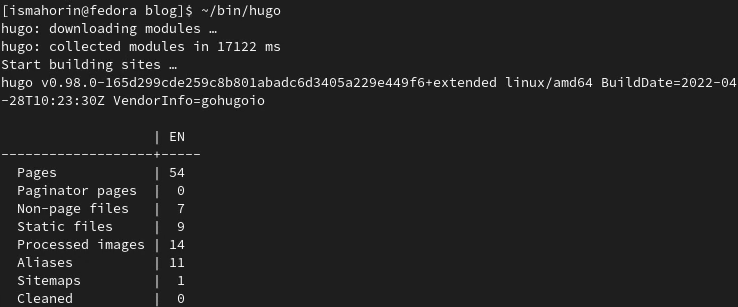 [ismahorin@fedora blog]$ ~/bin/hugo
hugo: downloading modules …
hugo: collected modules in 17122 ms
Start building sites …
hugo v0.98.0-165d299cde259c8b801abadc6d3405a229e449f6+extended linux/amd64 BuildDate=2022-04
-28T10:23:30Z VendorInfo=gohugoio
                   | EN
-------------------+-----
  Pages            | 54
  Paginator pages  |  0
  Non-page files   |  7
  Static files     |  9
  Processed images | 14
  Aliases          | 11
  Sitemaps         |  1
  Cleaned          |  0